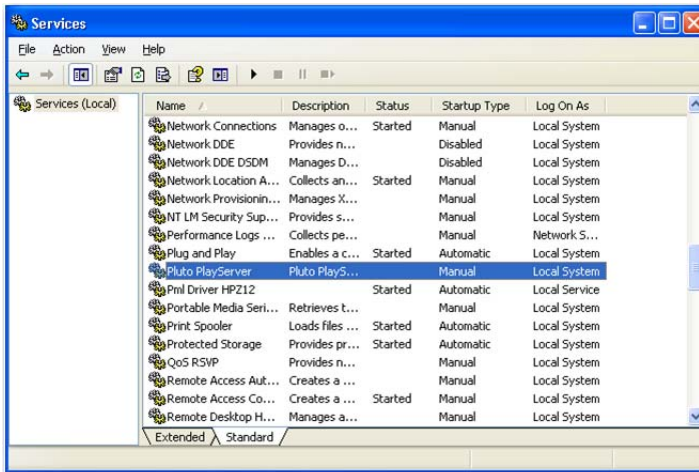 Services
File Action View Help
Services (Local)
Name Description Status Startup Type Log On As
Network Connections Manages o... Started Manual Local System
Network DDE Provides n... Disabled Local System
Network DDE DSDM Manages D... Disabled Local System
Network Location A... Collects an... Started Manual Local System
Network Provisionin... Manages X... Manual Local System
NT LM Security Sup... Provides s... Manual Local System
Performance Logs ... Collects pe... Manual Network S...
Plug and Play Enables a c... Started Automatic Local System
Pluto PlayServer Pluto PlayS... Manual Local System
Pml Driver HPZ12 Started Automatic Local Service
Portable Media Seri... Retrieves t... Manual Local System
Print Spooler Loads files ... Started Automatic Local System
Protected Storage Provides pr... Started Automatic Local System
QoS RSVP Provides n... Manual Local System
Remote Access Aut... Creates a ... Manual Local System
Remote Access Co... Creates a ... Started Manual Local System
Remote Desktop H... Manages a... Manual Local System
Extended Standard